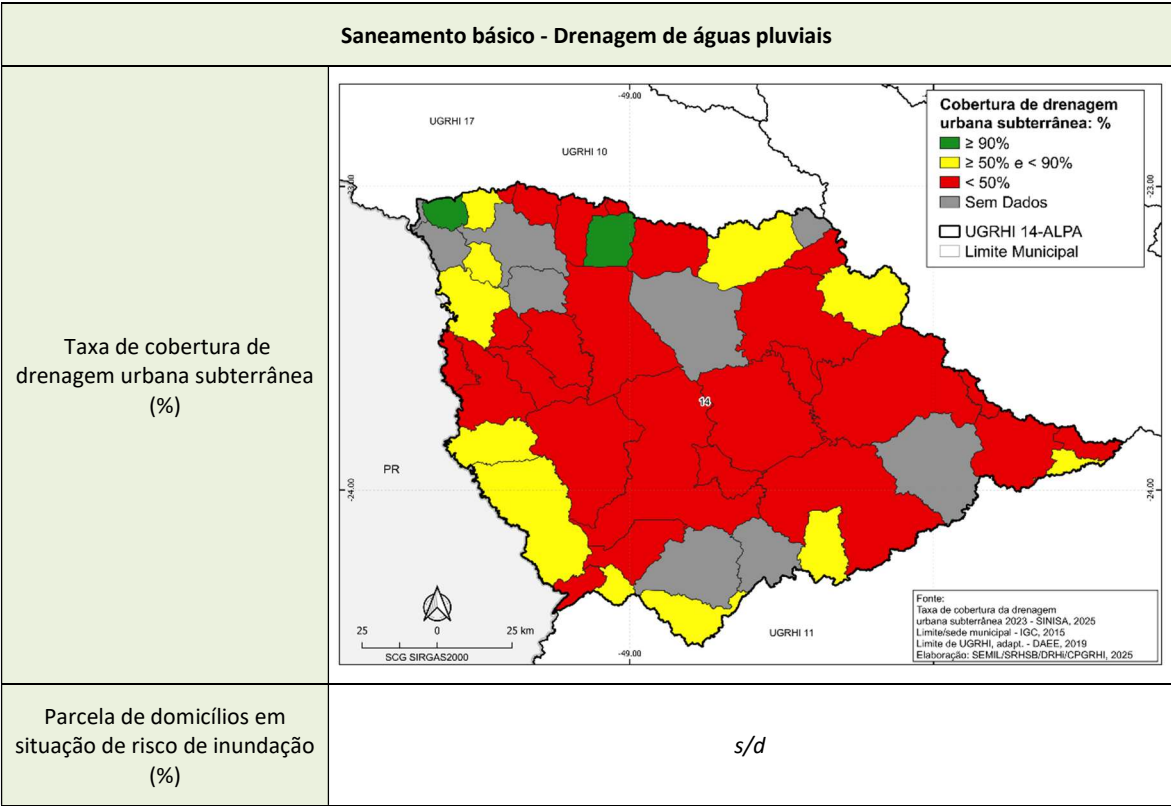 Saneamento básico - Drenagem de águas pluviais
Taxa de cobertura de
drenagem urbana subterrânea
(%)
-49.00
UGRHI 17
UGRHI 10
Cobertura de drenagem
urbana subterrânea: %
≥ 90%
≥ 50% e < 90%
< 50%
Sem Dados
UGRHI 14-ALPA
Limite Municipal
-23.00
-23.00
14
PR
-24.00
-24.00
25 0 25 km
SCG SIRGAS2000
-49.00
UGRHI 11
Fonte:
Taxa de cobertura da drenagem
urbana subterrânea 2023 - SINISA, 2025
Limite/sede municipal - IGC, 2015
Limite de UGRHI, adapt. - DAEE, 2019
Elaboração: SEMIL/SRHSB/DRHi/CPGRHI, 2025
Parcela de domicílios em
situação de risco de inundação
(%)
s/d